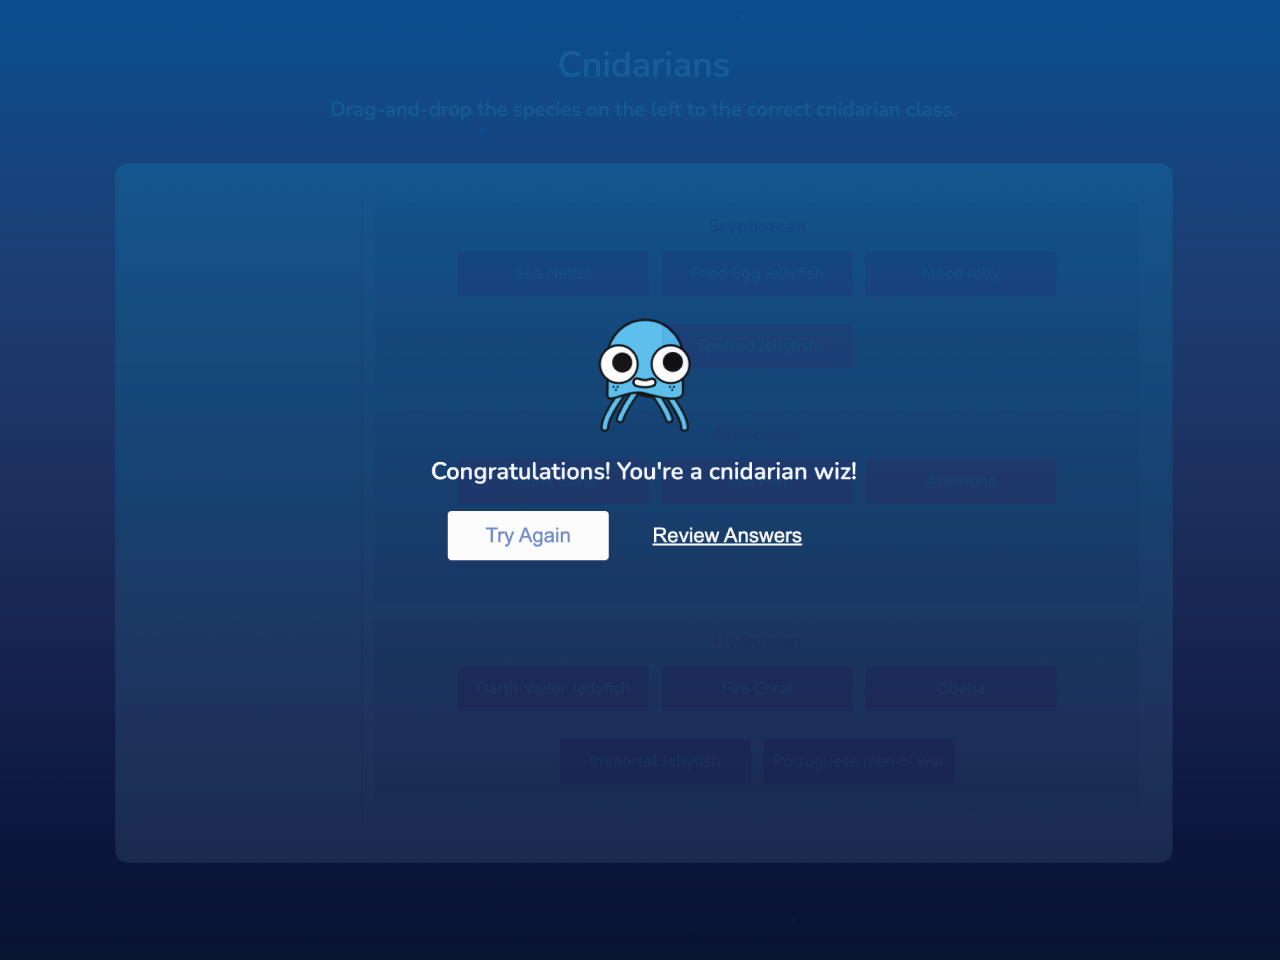 Cnidarians
Drag-and-drop the species on the left to the correct cnidarian class.
Scyphozoan
Sea Nettle
Fried Egg Jellyfish
Moon Jelly
Spotted Jellyfish
Anemone
Congratulations! You're a cnidarian wiz!
Try Again
Review Answers
Hydrozoan
Darth Vador Jellyfish
Fire Coral
Obelia
Immortal Jellyfish
Portuguese man o' war